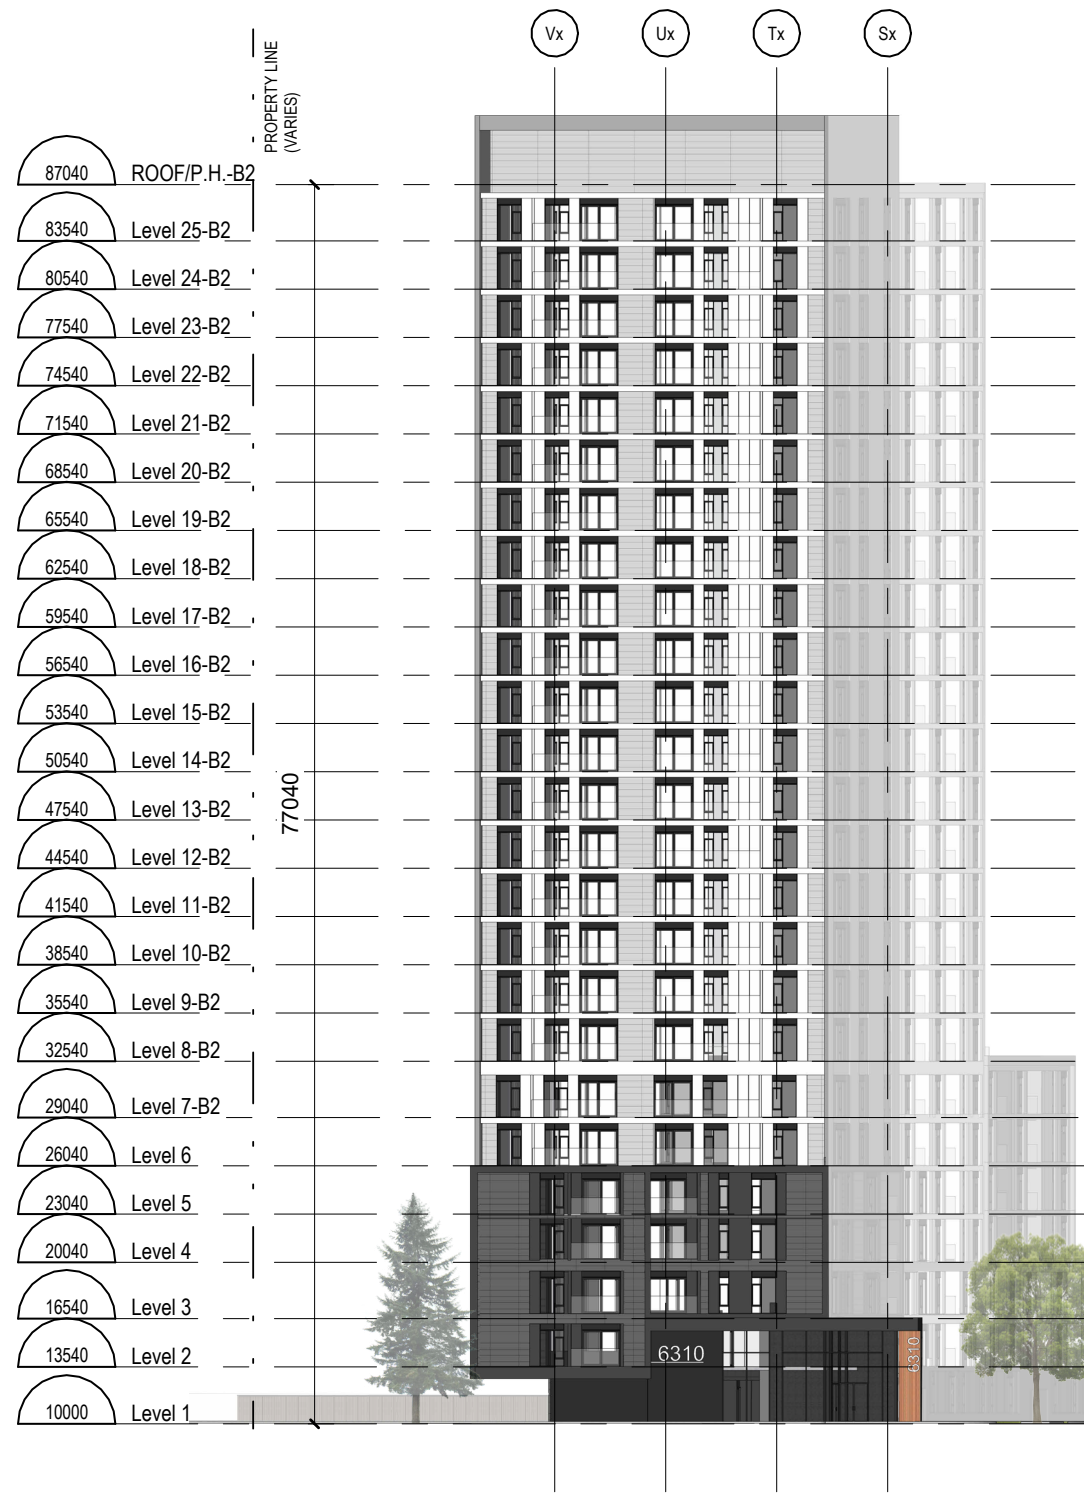 Vx Ux Tx Sx
PROPERTY LINE
(VARIES)
87040 ROOF/P.H.-B2
83540 Level 25-B2
80540 Level 24-B2
77540 Level 23-B2
74540 Level 22-B2
71540 Level 21-B2
68540 Level 20-B2
65540 Level 19-B2
62540 Level 18-B2
59540 Level 17-B2
56540 Level 16-B2
53540 Level 15-B2
50540 Level 14-B2
47540 Level 13-B2
77040
44540 Level 12-B2
41540 Level 11-B2
38540 Level 10-B2
35540 Level 9-B2
32540 Level 8-B2
29040 Level 7-B2
26040 Level 6
23040 Level 5
20040 Level 4
16540 Level 3
13540 Level 2
6310
6310
10000 Level 1